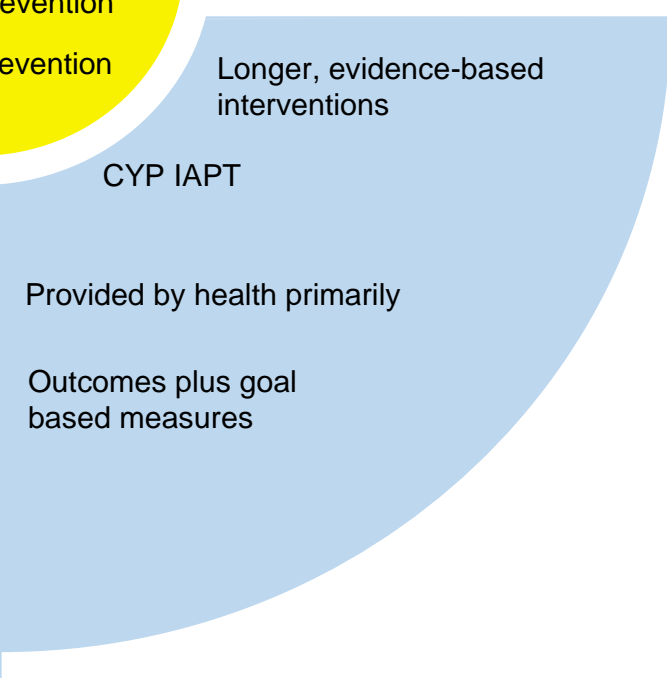 evention
evention
Longer, evidence-based
interventions
CYP IAPT
Provided by health primarily
Outcomes plus goal
based measures